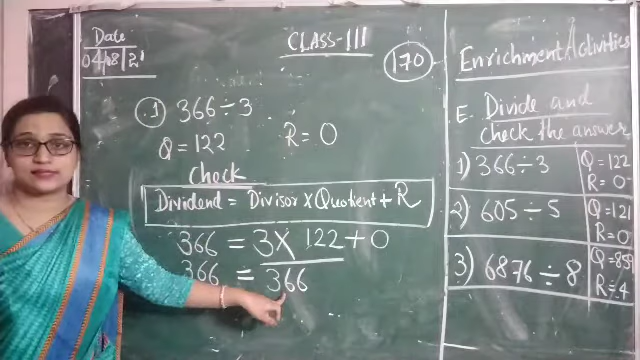 Date
04/08/21
CLASS-III
170
1) 366÷3
Q = 122 R = 0
Check
Dividend = Divisor × Quotient + R
366 = 3 × 122 + 0
366 = 366
Enrichment Activities
E. Divide and
check the answer
1) 366÷3 Q = 122
R = 0
2) 605÷5 Q = 121
R = 0
3) 6876÷8 Q = 859
R = 4